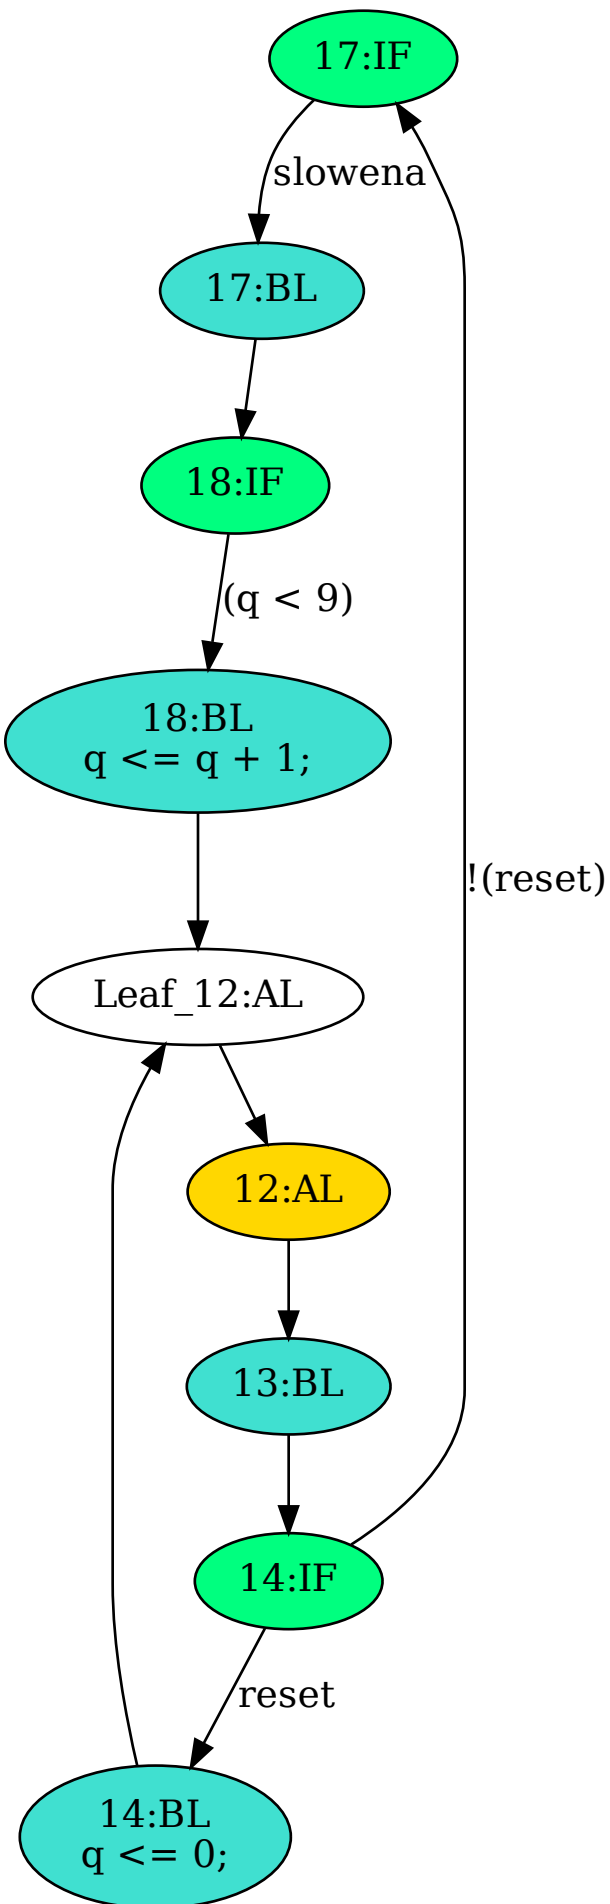 17:IF
slowena
17:BL
18:IF
(q < 9)
18:BL
q <= q + 1;
!(reset)
Leaf_12:AL
12:AL
13:BL
14:IF
reset
14:BL
q <= 0;